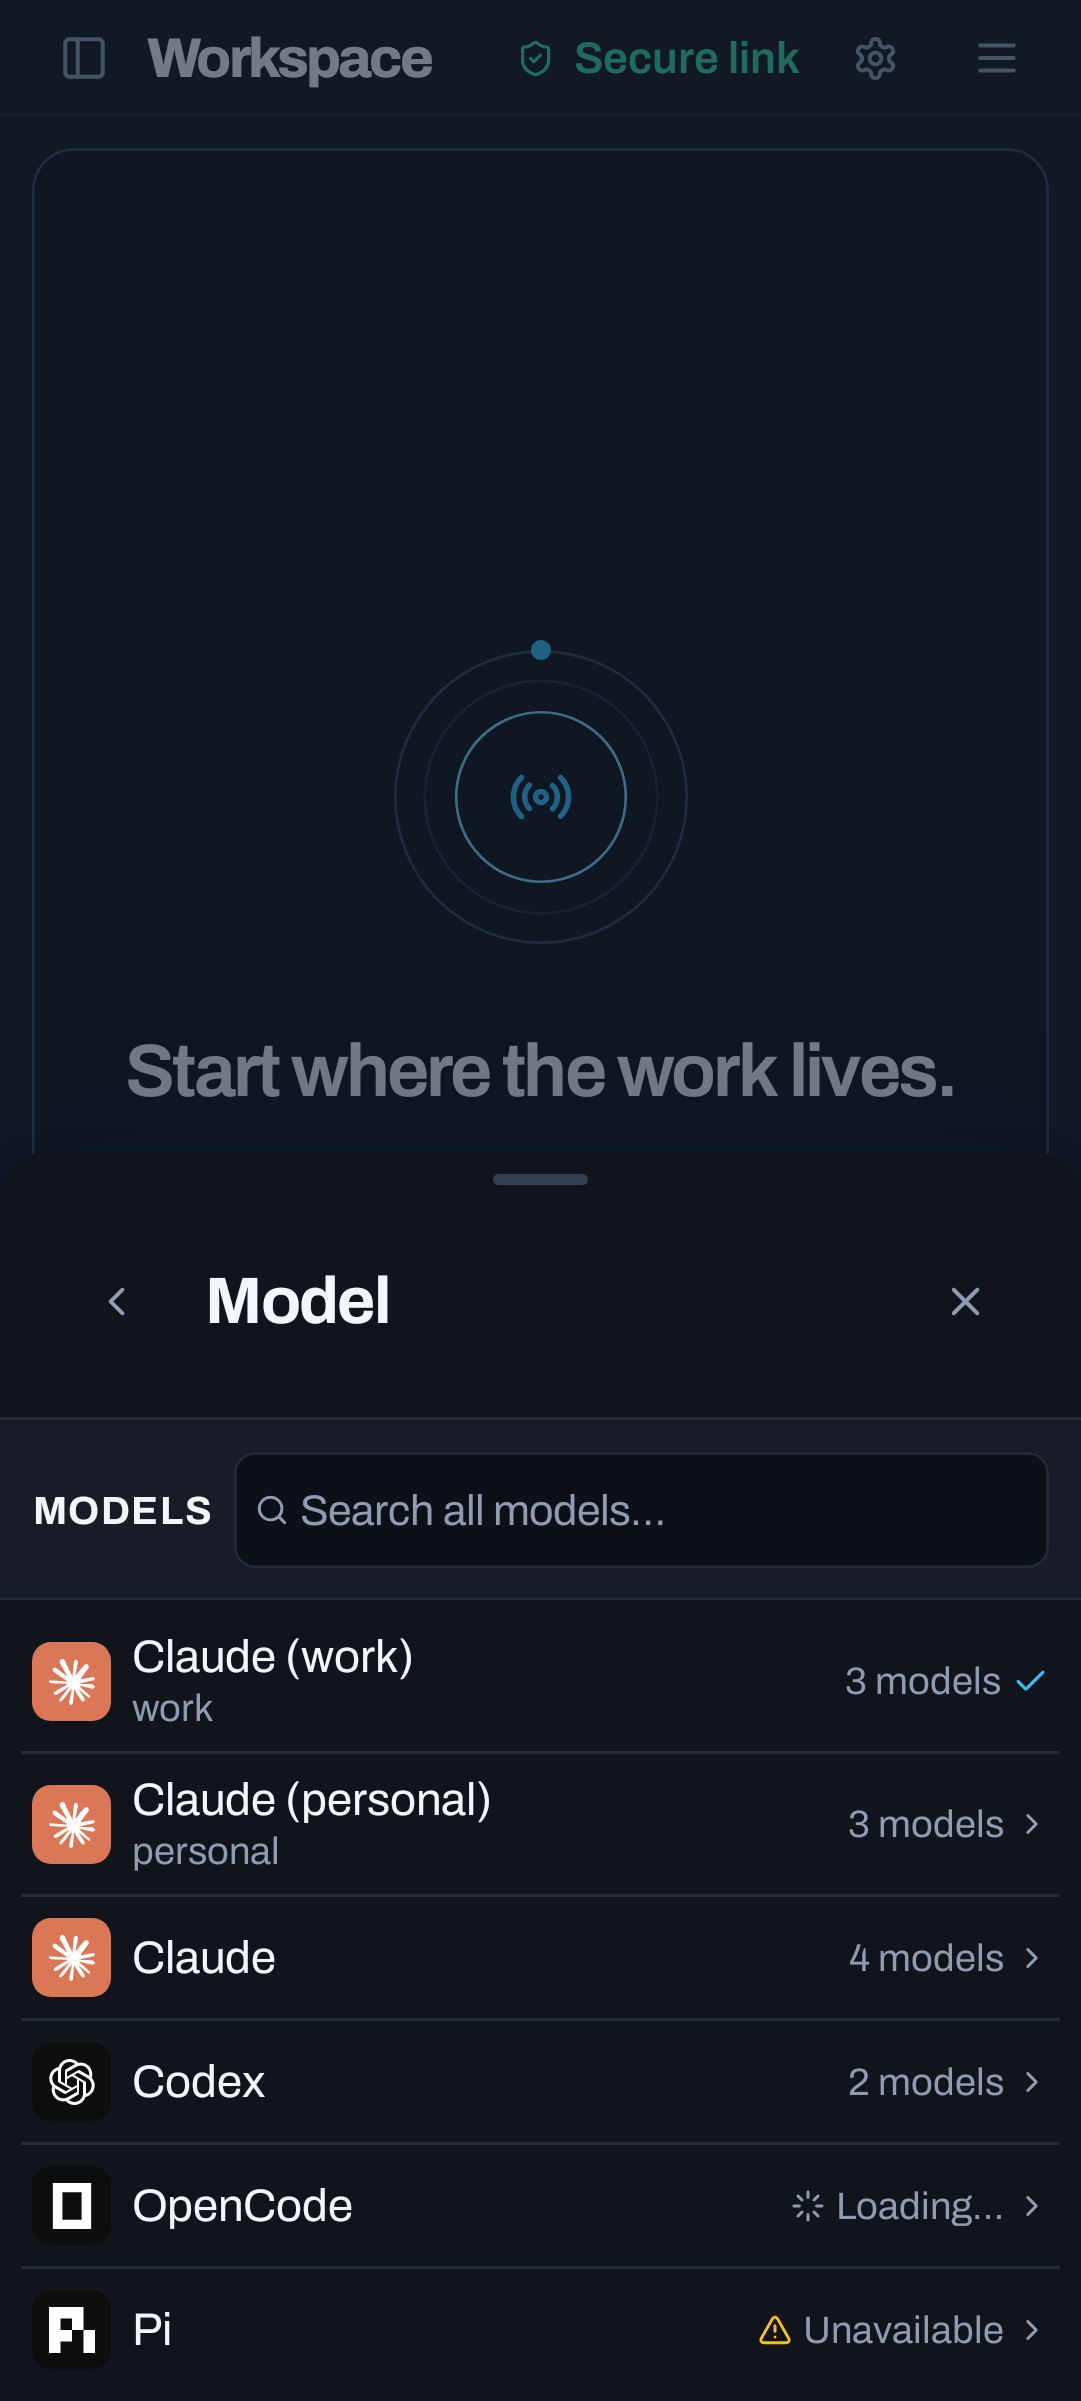 Workspace
Secure link
Start where the work lives.
Model
MODELS
Search all models...
Claude (work)
work
3 models
Claude (personal)
personal
3 models
Claude
4 models
Codex
2 models
OpenCode
Loading...
Pi
Unavailable